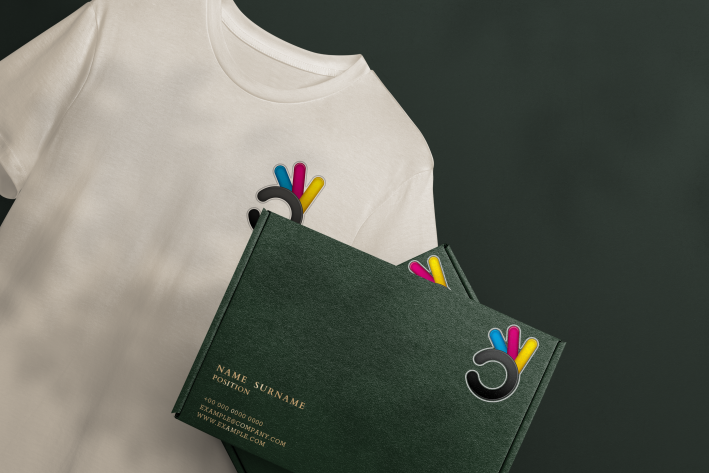 NAME SURNAME
POSITION
+00 000 0000 0000
EXAMPLE@COMPANY.COM
WWW.EXAMPLE.COM